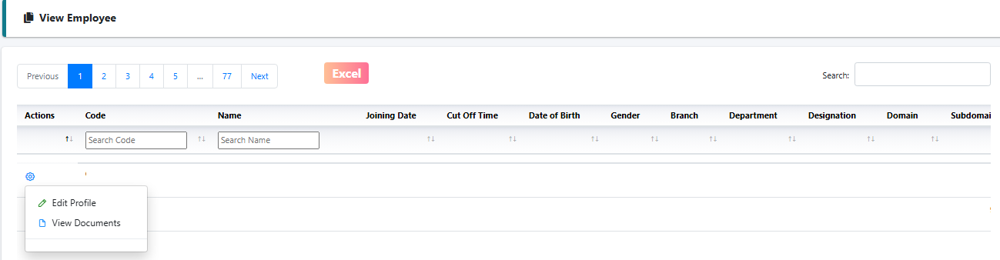 View Employee
Previous 1 2 3 4 5 ... 77 Next Excel Search:
Actions Code Name Joining Date Cut Off Time Date of Birth Gender Branch Department Designation Domain Subdomai
Search Code Search Name
Edit Profile
View Documents